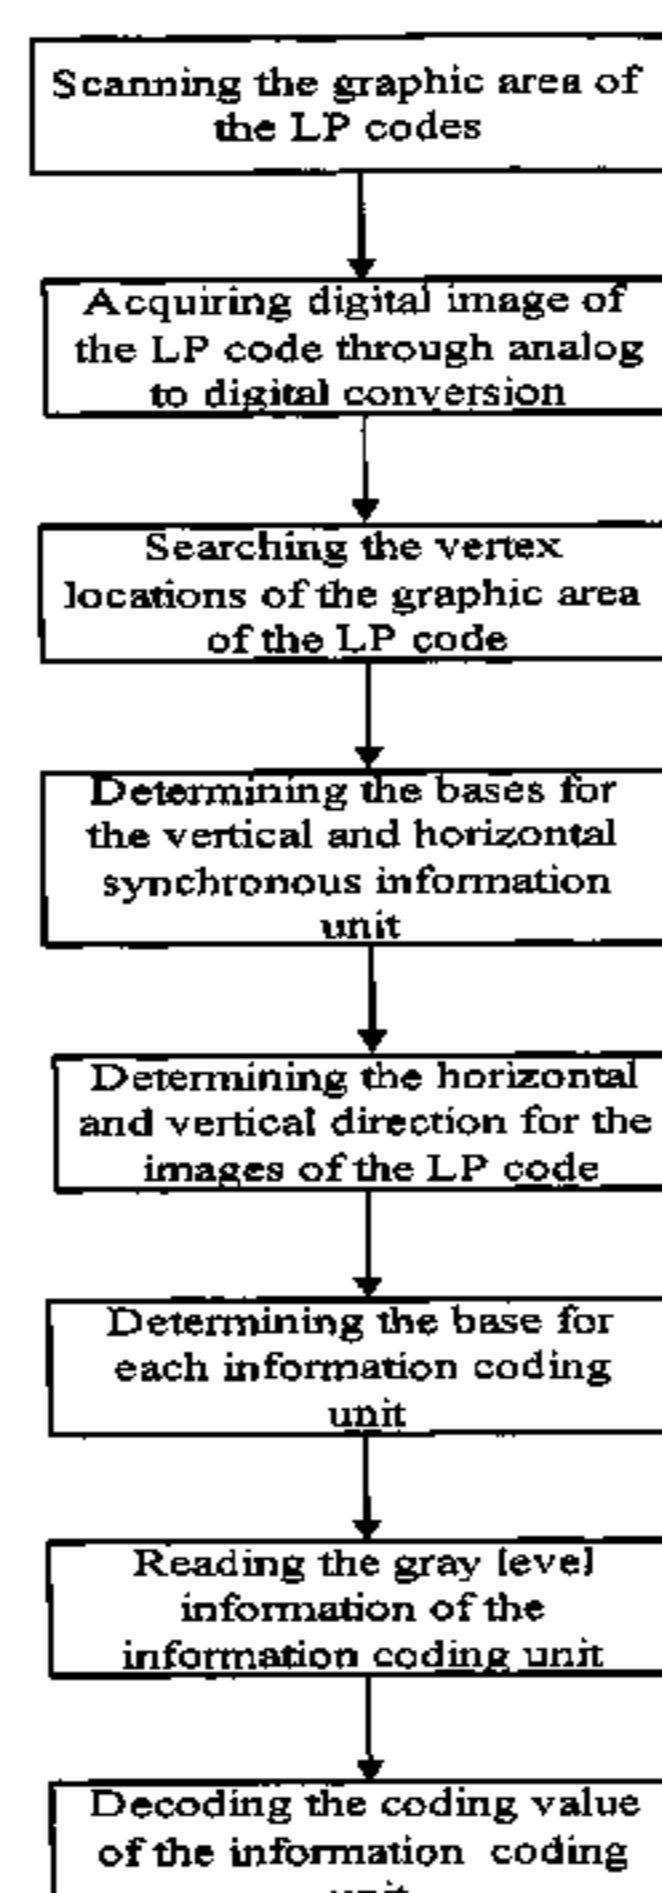 Scanning the graphic area of
the LP codes
Acquiring digital image of
the LP code through analog
to digital conversion
Searching the vertex
locations of the graphic area
of the LP code
Determining the bases for
the vertical and horizontal
synchronous information
unit
Determining the horizontal
and vertical direction for the
images of the LP code
Determining the base for
each information coding
unit
Reading the gray level
information of the
information coding unit
Decoding the coding value
of the information coding